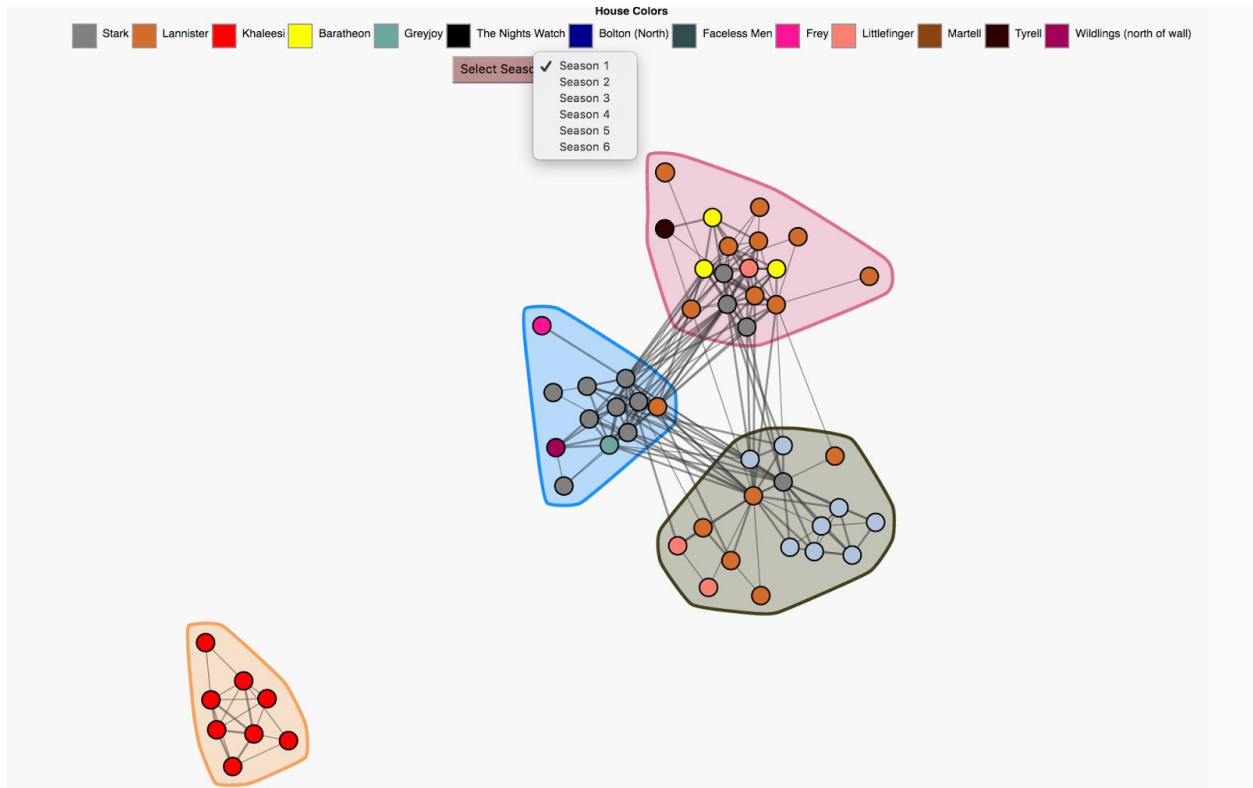 House Colors
Stark Lannister Khaleesi Baratheon Greyjoy The Nights Watch Bolton (North) Faceless Men Frey Littlefinger Martell Tyrell Wildlings (north of wall)
Select Seaso
✓ Season 1
Season 2
Season 3
Season 4
Season 5
Season 6